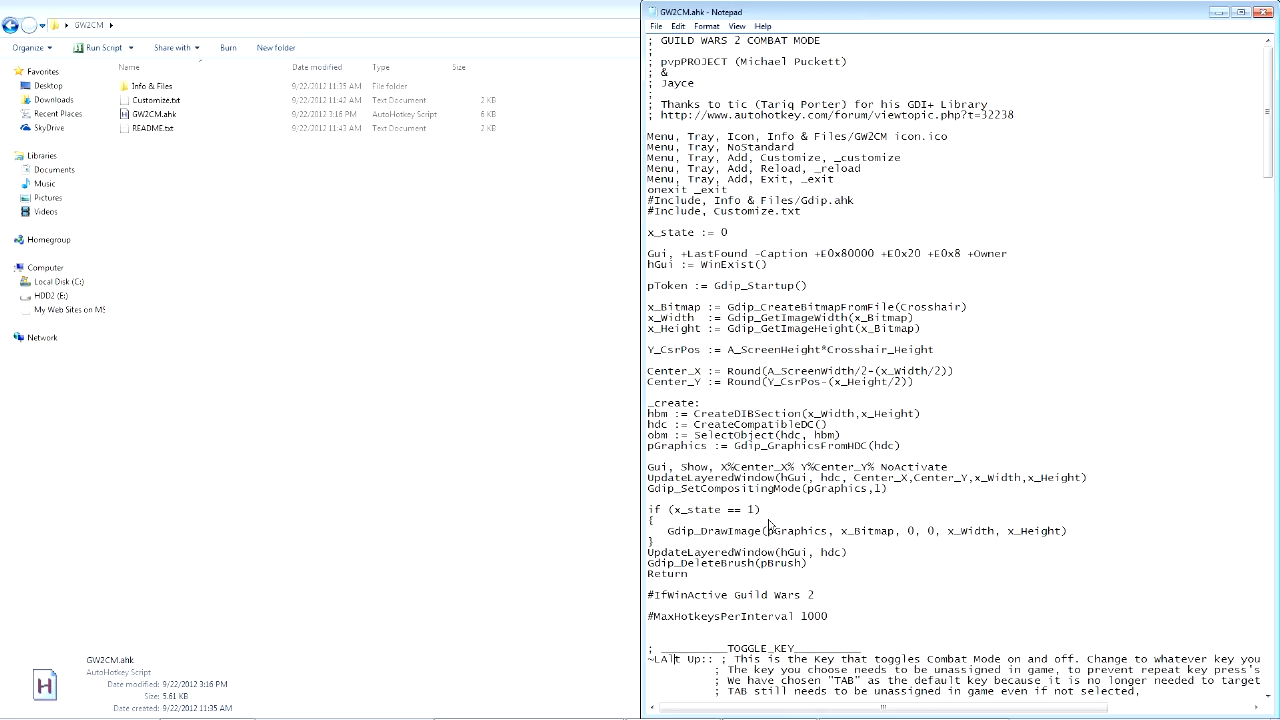 GW2CM
Organize
Run Script
Share with
Burn
New folder
Name
Date modified
Type
Size
Favorites
Desktop
Downloads
Recent Places
SkyDrive
Libraries
Documents
Music
Pictures
Videos
Homegroup
Computer
Local Disk (C:)
HDD2 (E:)
My Web Sites on MS
Network
Info & Files 9/22/2012 11:35 AM File folder
Customize.txt 9/22/2012 11:42 AM Text Document 2 KB
GW2CM.ahk 9/22/2012 3:16 PM AutoHotkey Script 6 KB
README.txt 9/22/2012 11:43 AM Text Document 2 KB
GW2CM.ahk
AutoHotkey Script
Date modified: 9/22/2012 3:16 PM
Size: 5.61 KB
Date created: 9/22/2012 11:35 AM
GW2CM.ahk - Notepad
File Edit Format View Help
; GUILD WARS 2 COMBAT MODE
;
; pvpPROJECT (Michael Puckett)
; &
; Jayce
;
; Thanks to tic (Tariq Porter) for his GDI+ Library
; http://www.autohotkey.com/forum/viewtopic.php?t=32238
Menu, Tray, Icon, Info & Files/GW2CM icon.ico
Menu, Tray, NoStandard
Menu, Tray, Add, Customize, _customize
Menu, Tray, Add, Reload, _reload
Menu, Tray, Add, Exit, _exit
onexit _exit
#Include, Info & Files/Gdip.ahk
#Include, Customize.txt
x_state := 0
Gui, +LastFound -Caption +E0x80000 +E0x20 +E0x8 +Owner
hGui := WinExist()
pToken := Gdip_Startup()
x_Bitmap := Gdip_CreateBitmapFromFile(Crosshair)
x_Width := Gdip_GetImageWidth(x_Bitmap)
x_Height := Gdip_GetImageHeight(x_Bitmap)
Y_CsrPos := A_ScreenHeight*Crosshair_Height
Center_X := Round(A_ScreenWidth/2-(x_Width/2))
Center_Y := Round(Y_CsrPos-(x_Height/2))
_create:
hbm := CreateDIBSection(x_Width,x_Height)
hdc := CreateCompatibleDC()
obm := SelectObject(hdc, hbm)
pGraphics := Gdip_GraphicsFromHDC(hdc)
Gui, Show, X%Center_X% Y%Center_Y% NoActivate
UpdateLayeredWindow(hGui, hdc, Center_X,Center_Y,x_Width,x_Height)
Gdip_SetCompositingMode(pGraphics,1)
if (x_state == 1)
{
Gdip_DrawImage(pGraphics, x_Bitmap, 0, 0, x_Width, x_Height)
}
UpdateLayeredWindow(hGui, hdc)
Gdip_DeleteBrush(pBrush)
Return
#IfWinActive Guild Wars 2
#MaxHotkeysPerInterval 1000
; __________TOGGLE_KEY__________
~LAlt Up:: ; This is the Key that toggles Combat Mode on and off. Change to whatever key you
; The key you choose needs to be unassigned in game, to prevent repeat key press's
; We have chosen "TAB" as the default key because it is no longer needed to target
; TAB still needs to be unassigned in game even if not selected,